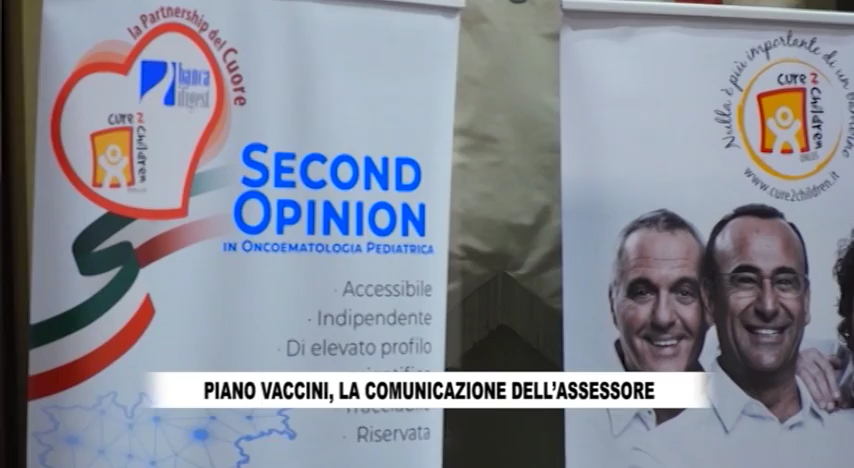 la Partnership del Cuore
banca
ifigest
cure 2 children
ONLUS
SECOND
OPINION
IN ONCOEMATOLOGIA PEDIATRICA
· Accessibile
· Indipendente
· Di elevato profilo
· Riservata
Nulla è più importante di un bambino
cure 2 children
ONLUS
www.cure2children.it
PIANO VACCINI, LA COMUNICAZIONE DELL'ASSESSORE